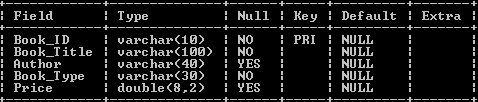 | Field | Type | Null | Key | Default | Extra |
| Book_ID | varchar(10) | NO | PRI | NULL | |
| Book_Title | varchar(100) | NO | | NULL | |
| Author | varchar(40) | YES | | NULL | |
| Book_Type | varchar(30) | NO | | NULL | |
| Price | double(8,2) | YES | | NULL | |